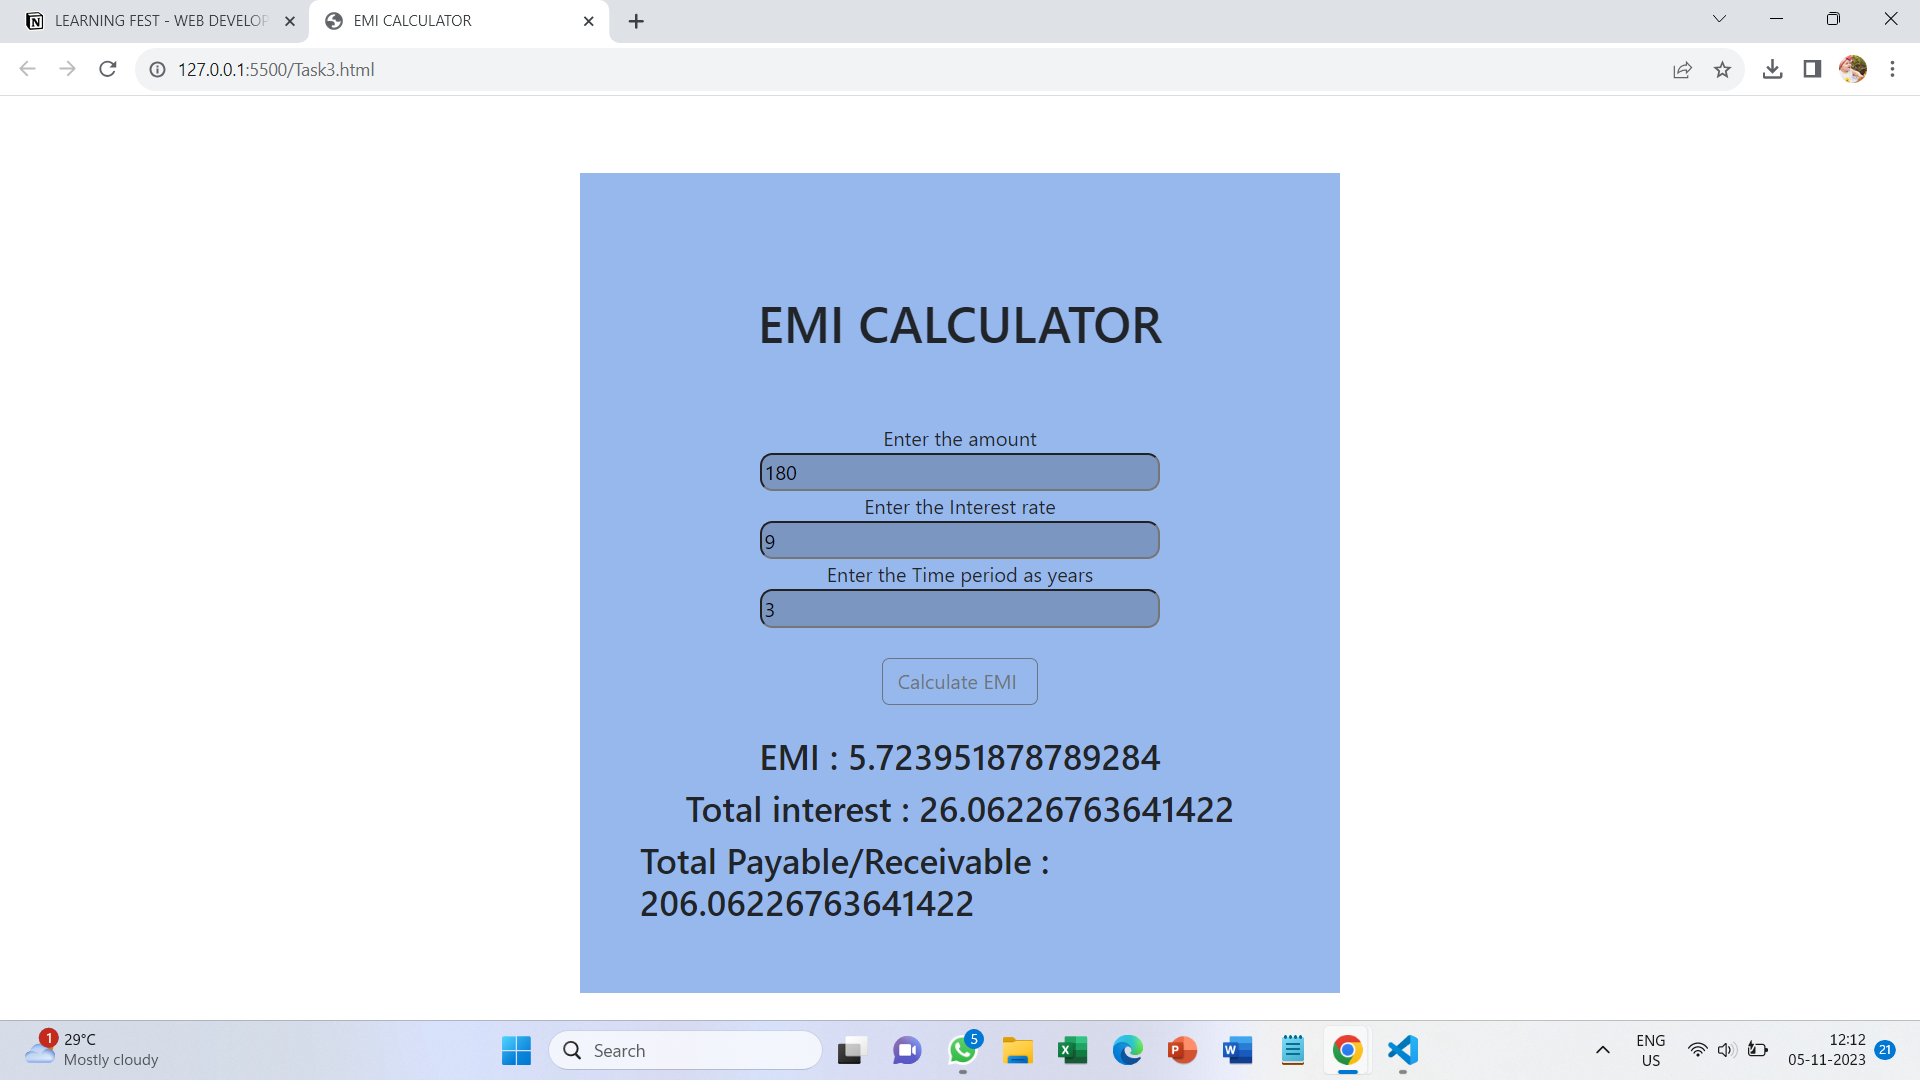 LEARNING FEST - WEB DEVELOP
EMI CALCULATOR
127.0.0.1:5500/Task3.html
EMI CALCULATOR
Enter the amount
180
Enter the Interest rate
9
Enter the Time period as years
3
Calculate EMI
EMI : 5.723951878789284
Total interest : 26.06226763641422
Total Payable/Receivable :
206.06226763641422
1
29°C
Mostly cloudy
Search
5
ENG
US
12:12
05-11-2023
21